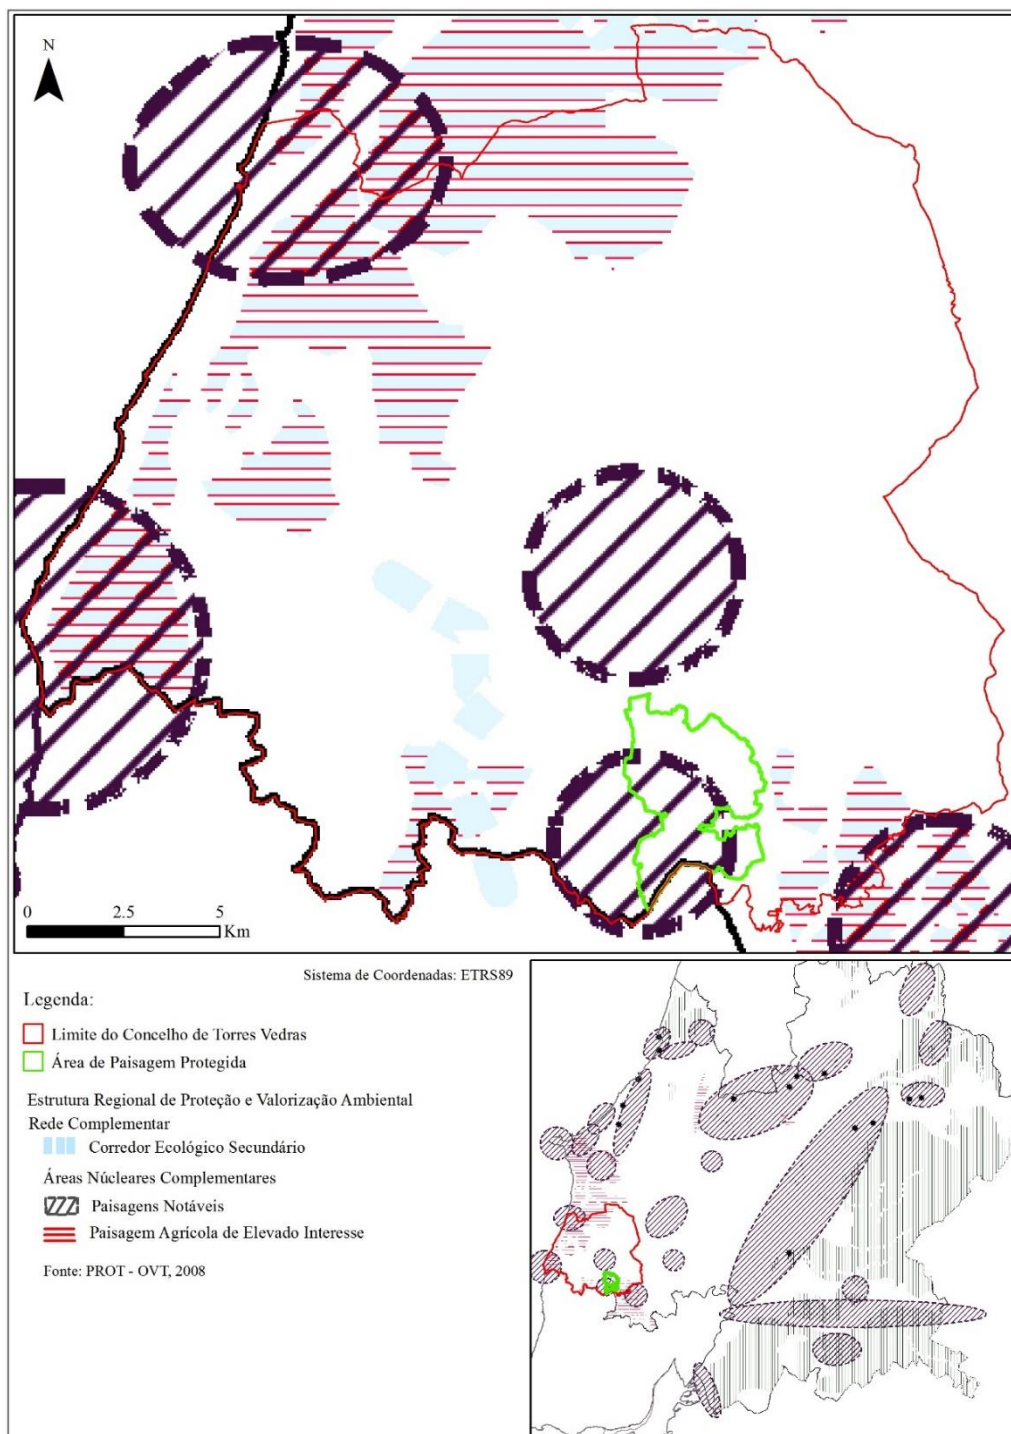 N
0 2.5 5
Km
Sistema de Coordenadas: ETRS89
Legenda:
Limite do Concelho de Torres Vedras
Área de Paisagem Protegida
Estrutura Regional de Proteção e Valorização Ambiental
Rede Complementar
Corredor Ecológico Secundário
Áreas Núcleares Complementares
Paisagens Notáveis
Paisagem Agrícola de Elevado Interesse
Fonte: PROT - OVT, 2008